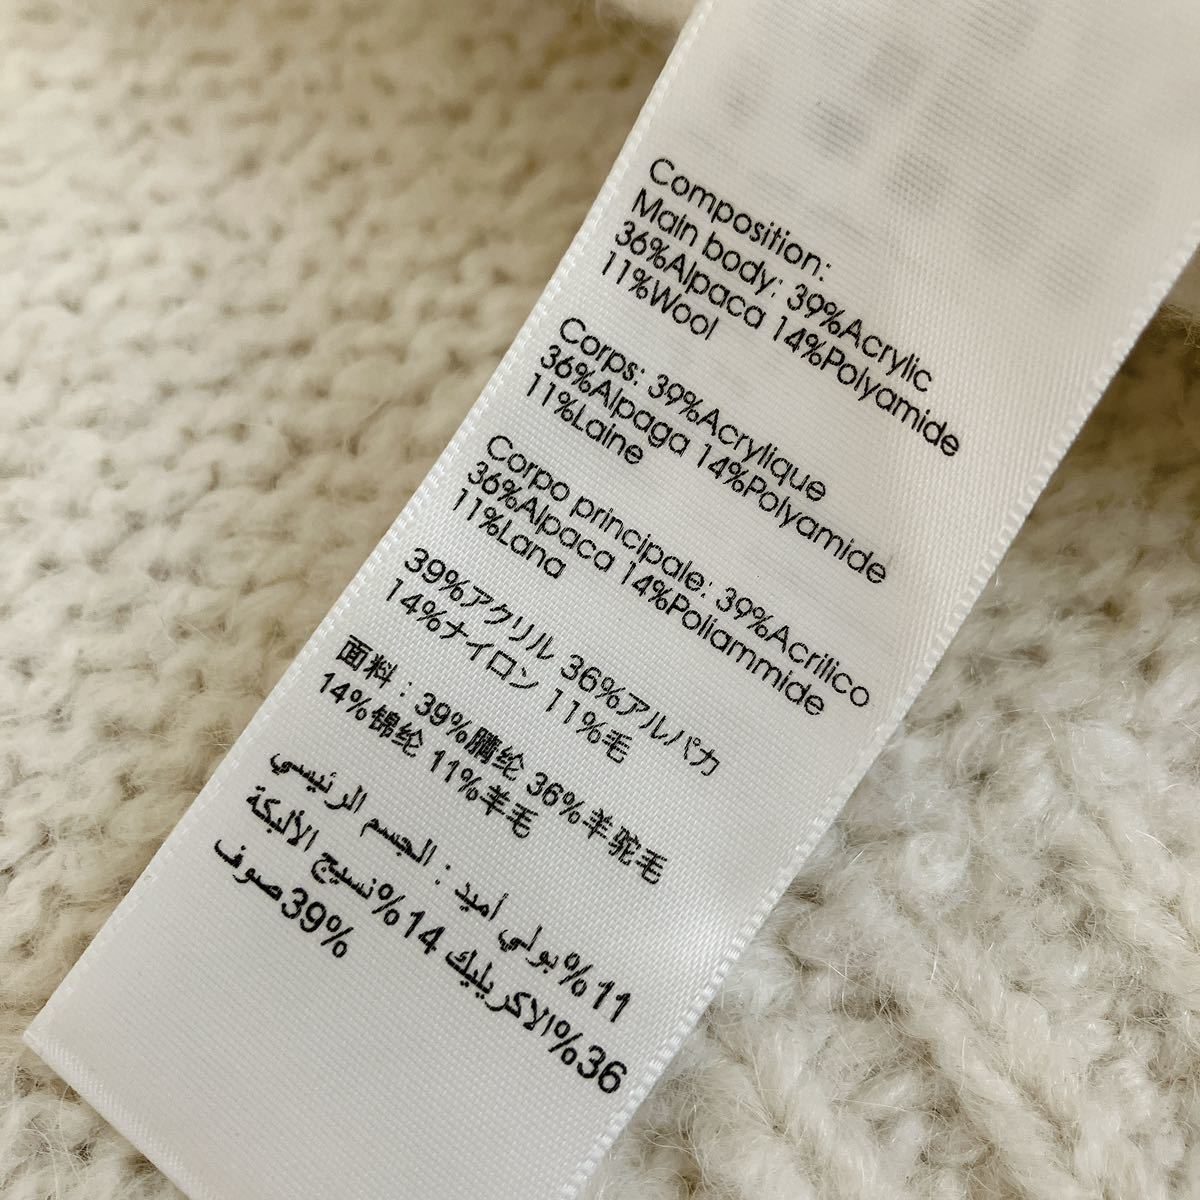 Composition:
Main body: 39%Acrylic
36%Alpaca 14%Polyamide
11%Wool
Corps: 39%Acrylique
36%Alpaga 14%Polyamide
11%Laine
Corpo principale: 39%Acrilico
36%Alpaca 14%Poliammide
11%Lana
39%アクリル 36%アルパカ
14%ナイロン 11%毛
面料 : 39%腈纶 36%羊驼毛
14%锦纶 11%羊毛
11%بولي أميد : الجسم الرئيسي
36%الاكريليك 14%نسيج الألبكة
39%صوف